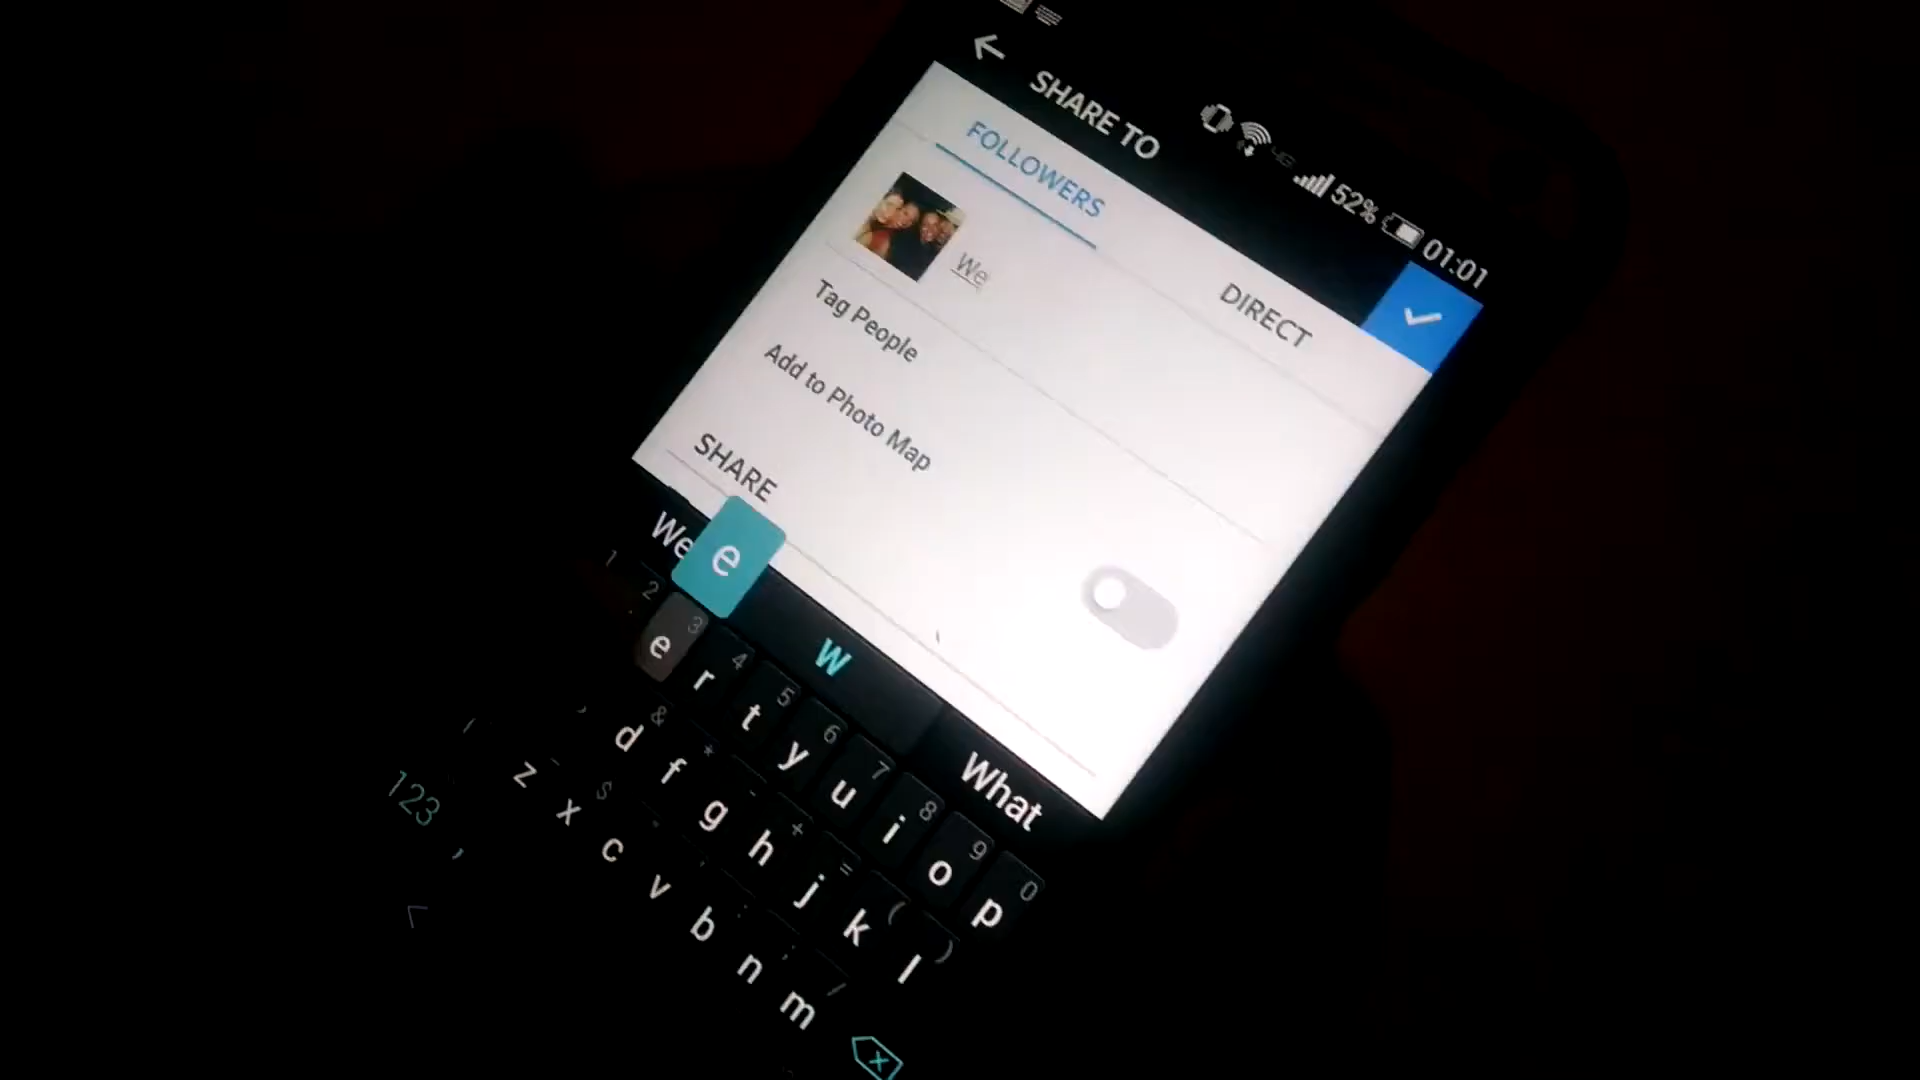 SHARE TO
4G 52% 01:01
FOLLOWERS
DIRECT
We
Tag People
Add to Photo Map
SHARE
We e W What
1 2 3 4 5 6 7 8 9 0
e r t y u i o p
& * - + = ( )
d f g h j k l
z x c v b n m
123 ,